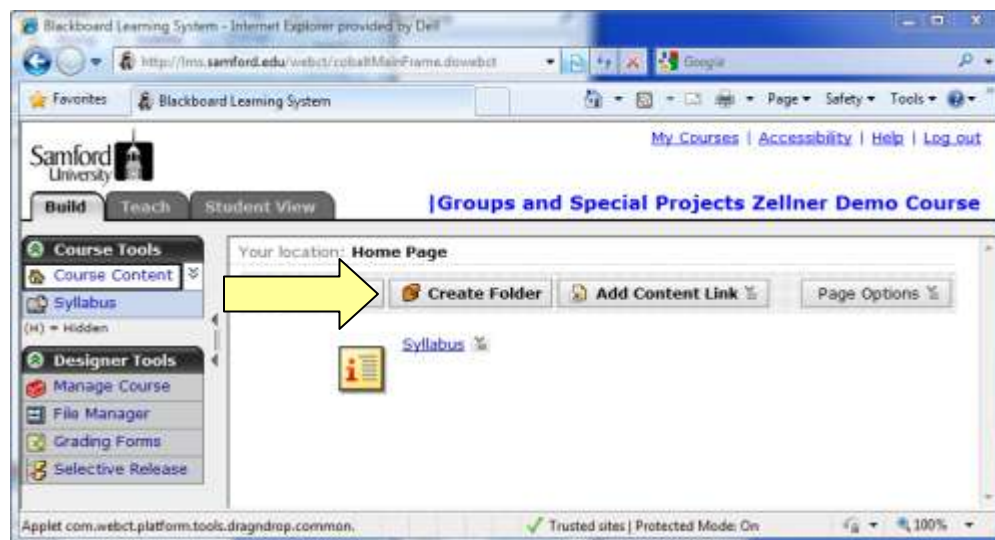 Blackboard Learning System - Internet Explorer provided by Dell
http://lms.samford.edu/webct/cobaltMainFrame.dowebct
Google
Favorites Blackboard Learning System Page Safety Tools
Samford University
My Courses | Accessibility | Help | Log out
Build Teach Student View |Groups and Special Projects Zellner Demo Course
Course Tools
Course Content
Syllabus
(H) = Hidden
Designer Tools
Manage Course
File Manager
Grading Forms
Selective Release
Your location: Home Page
Create Folder Add Content Link Page Options
Syllabus
Applet com.webct.platform.tools.dragndrop.common. Trusted sites | Protected Mode: On 100%